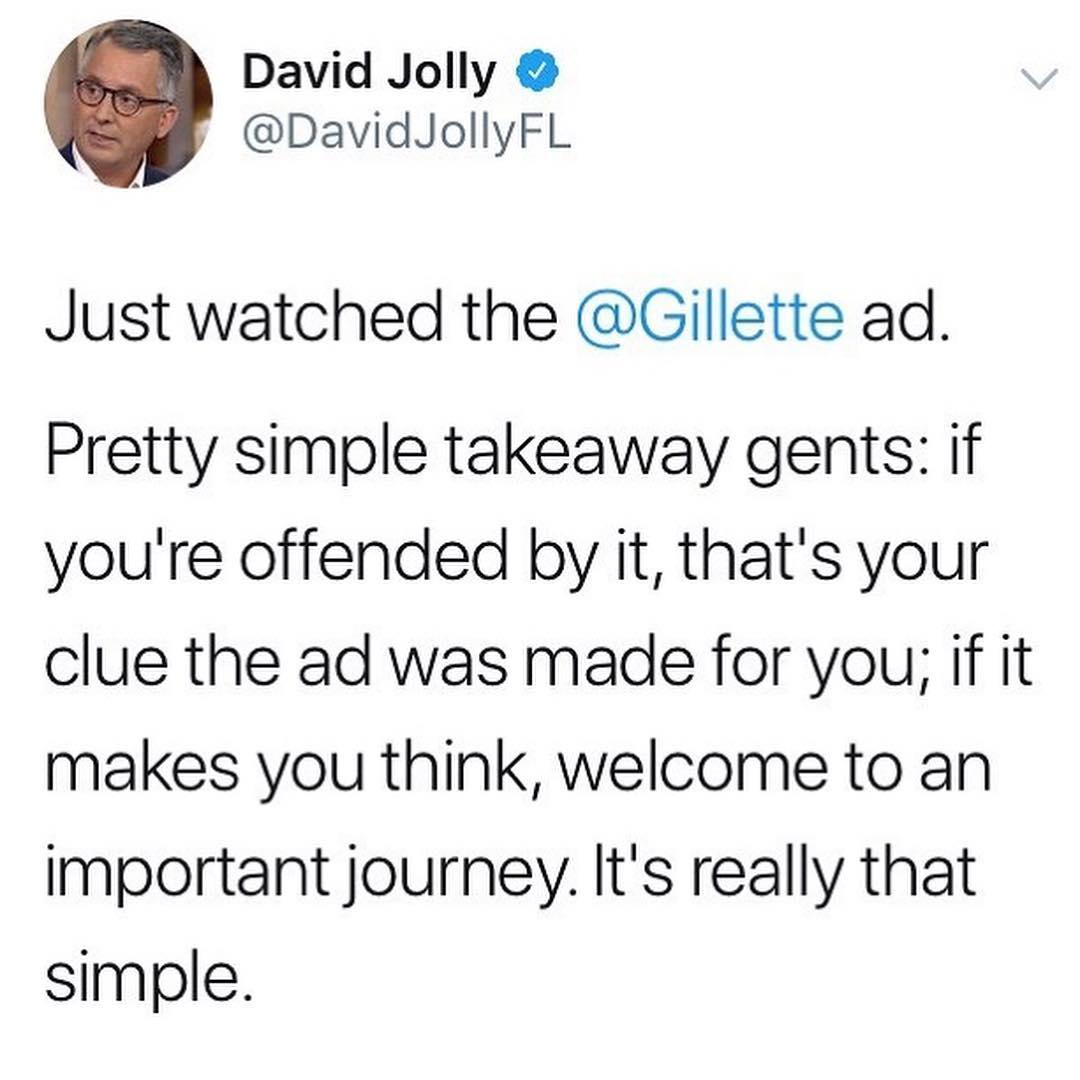 David Jolly
@DavidJollyFL
Just watched the @Gillette ad.
Pretty simple takeaway gents: if
you're offended by it, that's your
clue the ad was made for you; if it
makes you think, welcome to an
important journey. It's really that
simple.